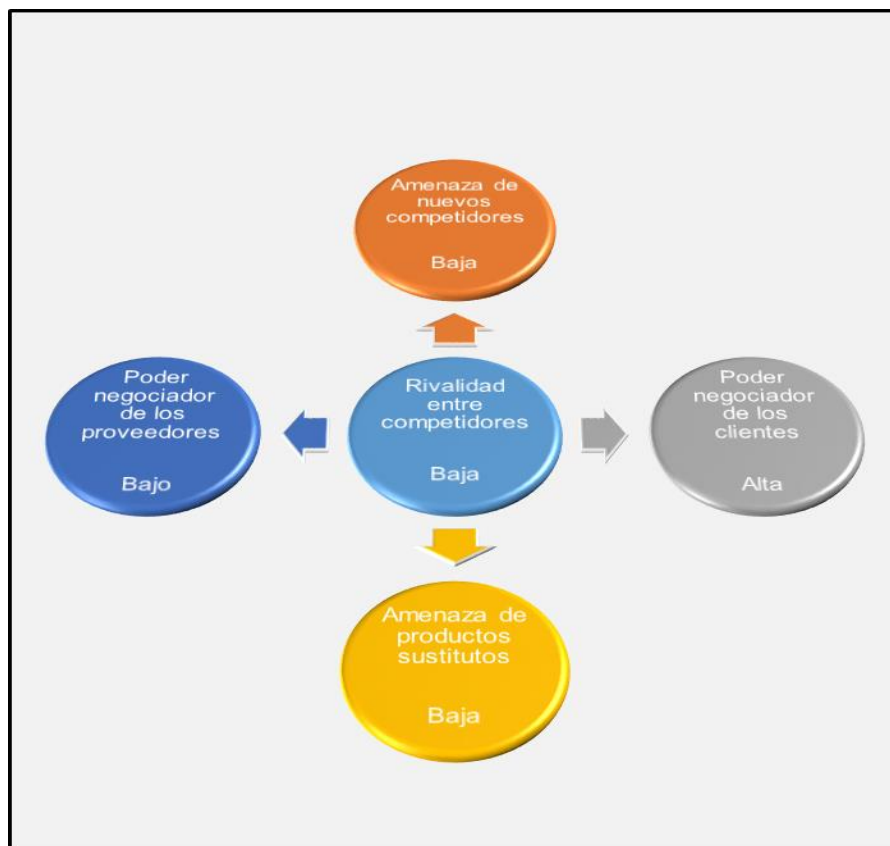 Amenaza de
nuevos
competidores
Baja
Poder
negociador
de los
proveedores
Bajo
Rivalidad
entre
competidores
Baja
Poder
negociador
de los
clientes
Alta
Amenaza de
productos
sustitutos
Baja